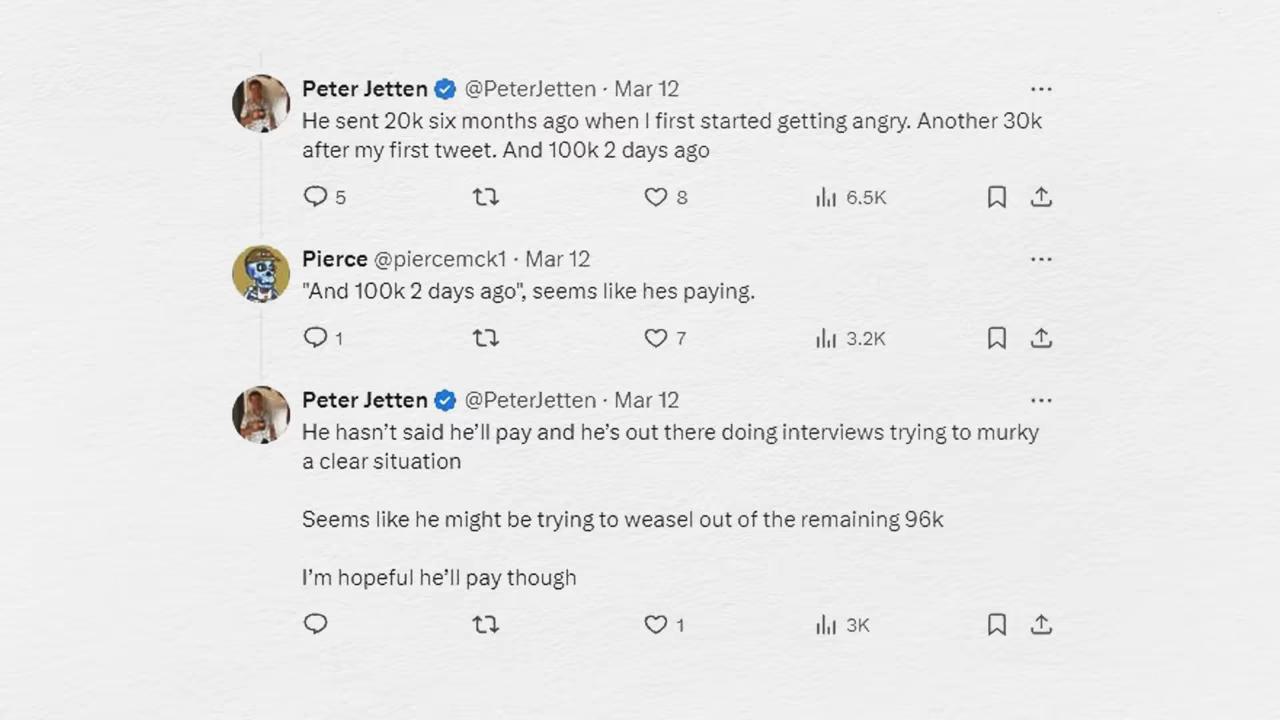 Peter Jetten @PeterJetten · Mar 12
He sent 20k six months ago when I first started getting angry. Another 30k
after my first tweet. And 100k 2 days ago
5 8 6.5K
Pierce @piercemck1 · Mar 12
"And 100k 2 days ago", seems like hes paying.
1 7 3.2K
Peter Jetten @PeterJetten · Mar 12
He hasn’t said he’ll pay and he’s out there doing interviews trying to murky
a clear situation
Seems like he might be trying to weasel out of the remaining 96k
I’m hopeful he’ll pay though
1 3K